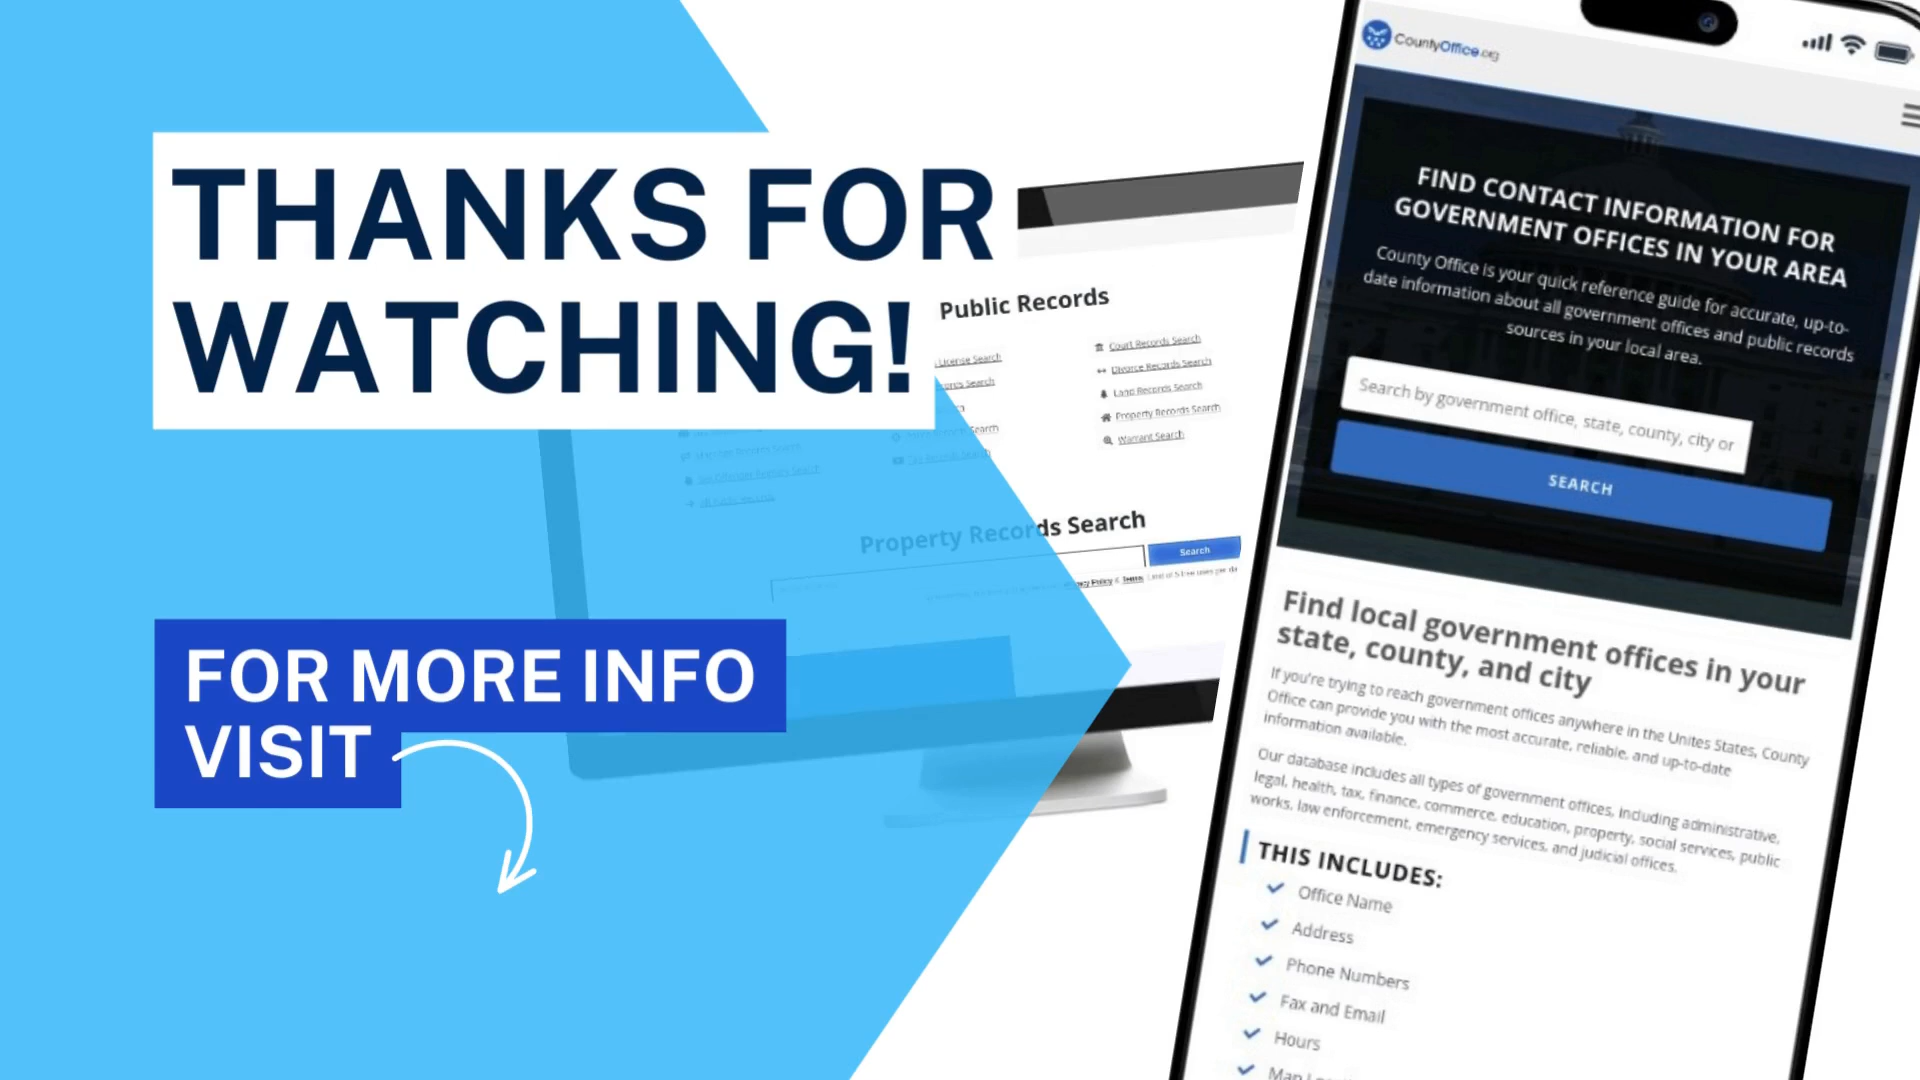 THANKS FOR
WATCHING!
FOR MORE INFO
VISIT
Public Records
License Search
Search
Search
Court Records Search
Divorce Records Search
Land Records Search
Property Records Search
Warrant Search
Property Records Search
Search
Policy & Terms
CountyOffice.org
FIND CONTACT INFORMATION FOR
GOVERNMENT OFFICES IN YOUR AREA
County Office is your quick reference guide for accurate, up-to-
date information about all government offices and public records
sources in your local area.
Search by government office, state, county, city or
SEARCH
Find local government offices in your
state, county, and city
If you're trying to reach government offices anywhere in the Unites States, County
Office can provide you with the most accurate, reliable, and up-to-date
information available.
Our database includes all types of government offices, including administrative,
legal, health, tax, finance, commerce, education, property, social services, public
works, law enforcement, emergency services, and judicial offices.
THIS INCLUDES:
Office Name
Address
Phone Numbers
Fax and Email
Hours
Map